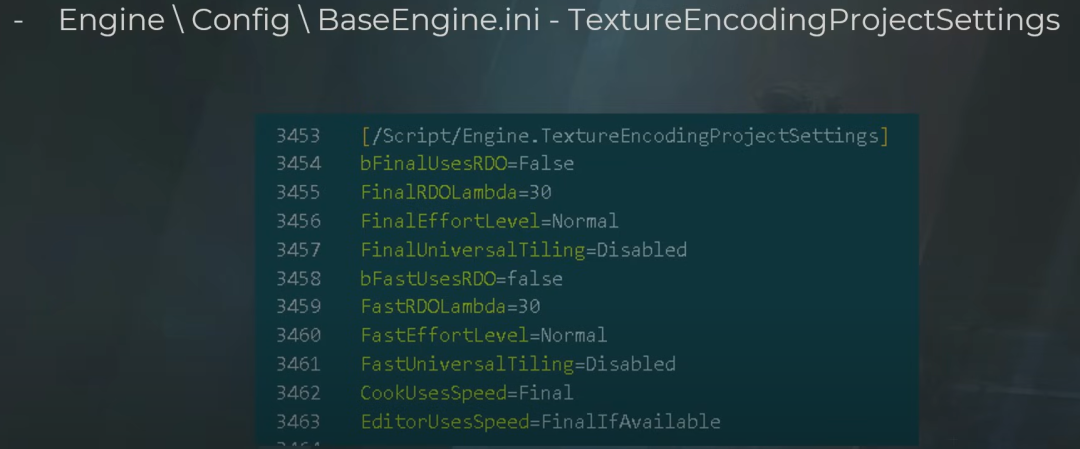 - Engine \ Config \ BaseEngine.ini - TextureEncodingProjectSettings
3453 [/Script/Engine.TextureEncodingProjectSettings]
3454 bFinalUsesRDO=False
3455 FinalRDOLambda=30
3456 FinalEffortLevel=Normal
3457 FinalUniversalTiling=Disabled
3458 bFastUsesRDO=false
3459 FastRDOLambda=30
3460 FastEffortLevel=Normal
3461 FastUniversalTiling=Disabled
3462 CookUsesSpeed=Final
3463 EditorUsesSpeed=FinalIfAvailable